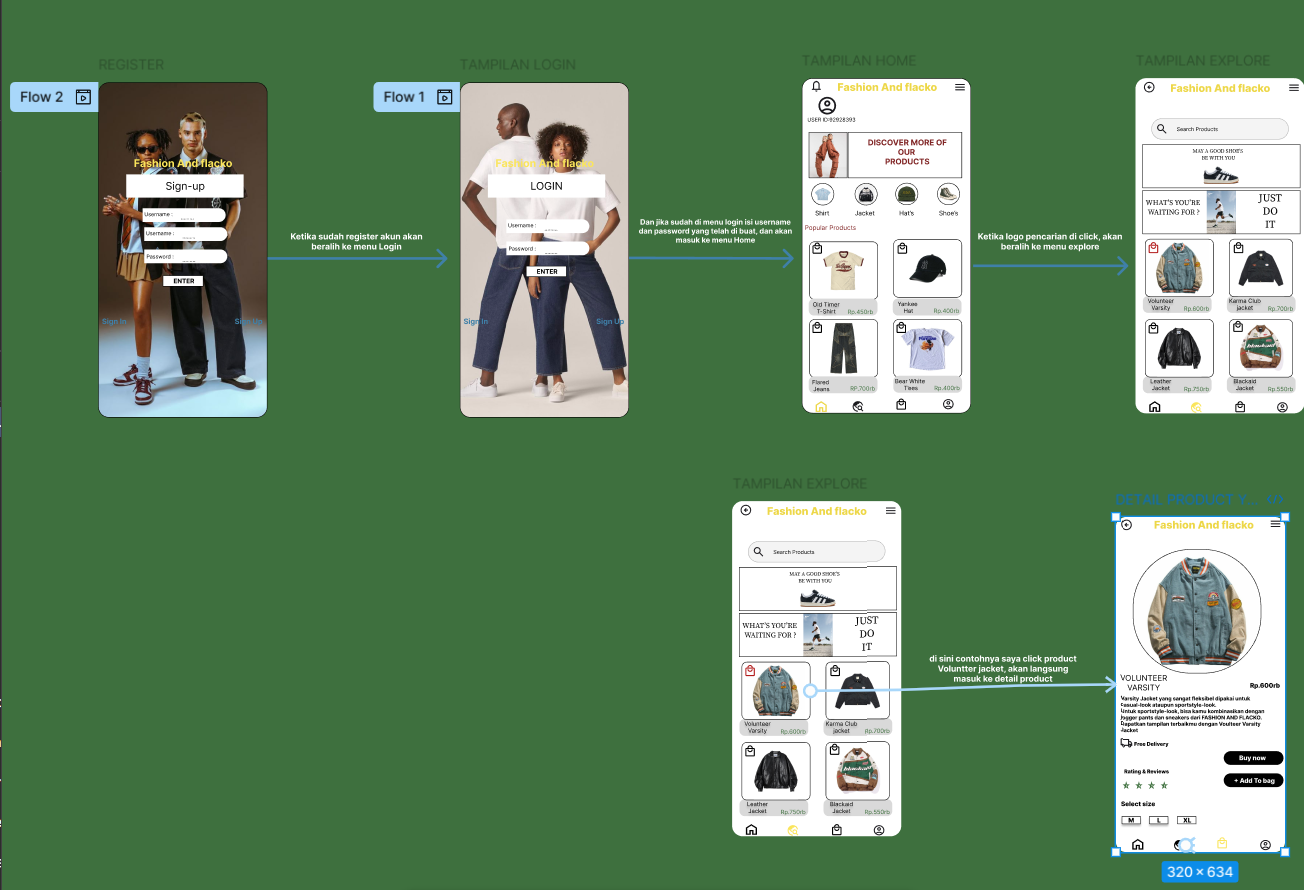 REGISTER
Flow 2
Fashion And flacko
Sign-up
Username :
Username :
Password :
ENTER
Sign In
Sign Up
Ketika sudah register akun akan
beralih ke menu Login
TAMPILAN LOGIN
Flow 1
Fashion And flacko
LOGIN
Username :
Password :
ENTER
Sign In
Sign Up
Dan jika sudah di menu login isi username
dan password yang telah di buat, dan akan
masuk ke menu Home
TAMPILAN HOME
Fashion And flacko
USER ID:92928393
DISCOVER MORE OF
OUR
PRODUCTS
Shirt
Jacket
Hat's
Shoe's
Popular Products
Old Timer
T-Shirt
Rp.450rb
Yankee
Hat
Rp.400rb
Flared
Jeans
RP.700rb
Bear White
Tees
Rp.400rb
Ketika logo pencarian di click, akan
beralih ke menu explore
TAMPILAN EXPLORE
Fashion And flacko
Search Products
MAY A GOOD SHOE'S
BE WITH YOU
WHAT'S YOU'RE
WAITING FOR ?
JUST
DO
IT
Volunteer
Varsity
Rp.600rb
Karma Club
jacket
Rp.700rb
Leather
Jacket
Rp.750rb
Blackaid
Jacket
Rp.550rb
TAMPILAN EXPLORE
Fashion And flacko
Search Products
MAY A GOOD SHOE'S
BE WITH YOU
WHAT'S YOU'RE
WAITING FOR ?
JUST
DO
IT
Volunteer
Varsity
Rp.600rb
Karma Club
jacket
Rp.700rb
Leather
Jacket
Rp.750rb
Blackaid
Jacket
Rp.550rb
di sini contohnya saya click product
Voluntter jacket, akan langsung
masuk ke detail product
DETAIL PRODUCT V...
Fashion And flacko
VOLUNTEER
VARSITY
Rp.600rb
Varsity Jacket yang sangat fleksibel dipakai untuk
casual-look ataupun sportstyle-look.
Untuk sportstyle-look, bisa kamu kombinasikan dengan
jogger pants dan sneakers dari FASHION AND FLACKO.
Dapatkan tampilan terbaikmu dengan Voulteer Varsity
Jacket
Free Delivery
Buy now
Rating & Reviews
+ Add To bag
Select size
M
L
XL
320 × 634